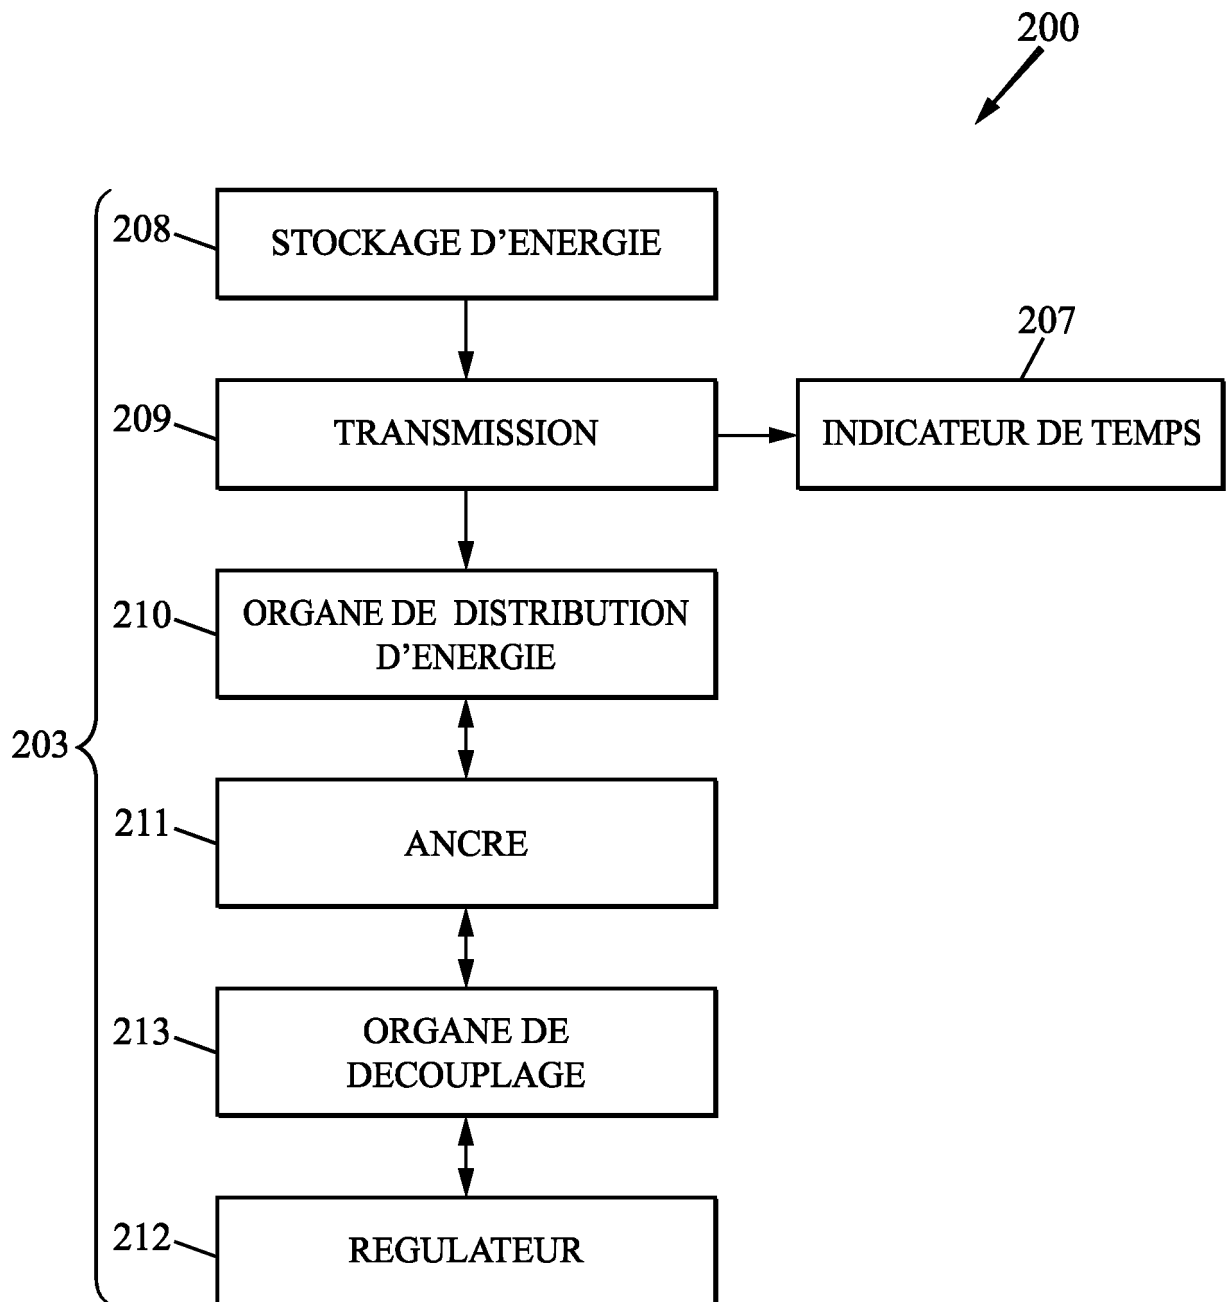 200
208
STOCKAGE D’ENERGIE
207
209
TRANSMISSION
INDICATEUR DE TEMPS
210
ORGANE DE DISTRIBUTION
D’ENERGIE
203
211
ANCRE
213
ORGANE DE
DECOUPLAGE
212
REGULATEUR